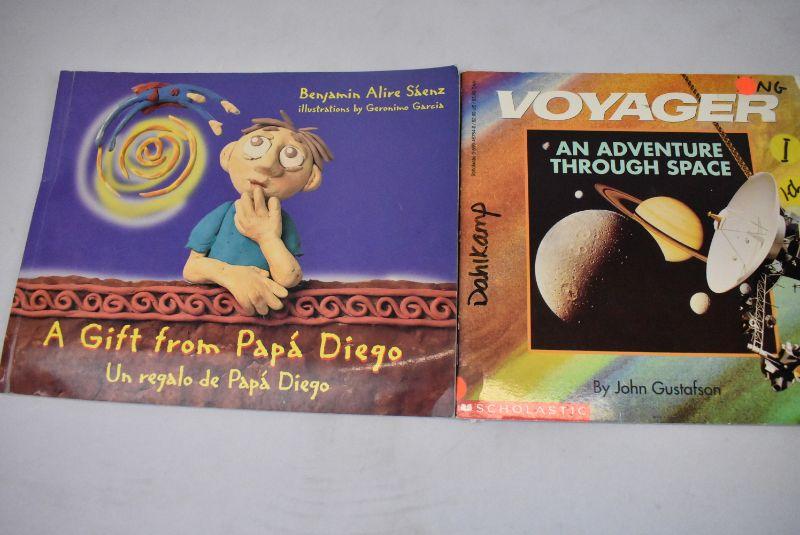 Benjamin Alire Sáenz
illustrations by Geronimo Garcia
A Gift from Papá Diego
Un regalo de Papá Diego
NG
VOYAGER
AN ADVENTURE
THROUGH SPACE
I
Dahlkamp
By John Gustafson
SCHOLASTIC